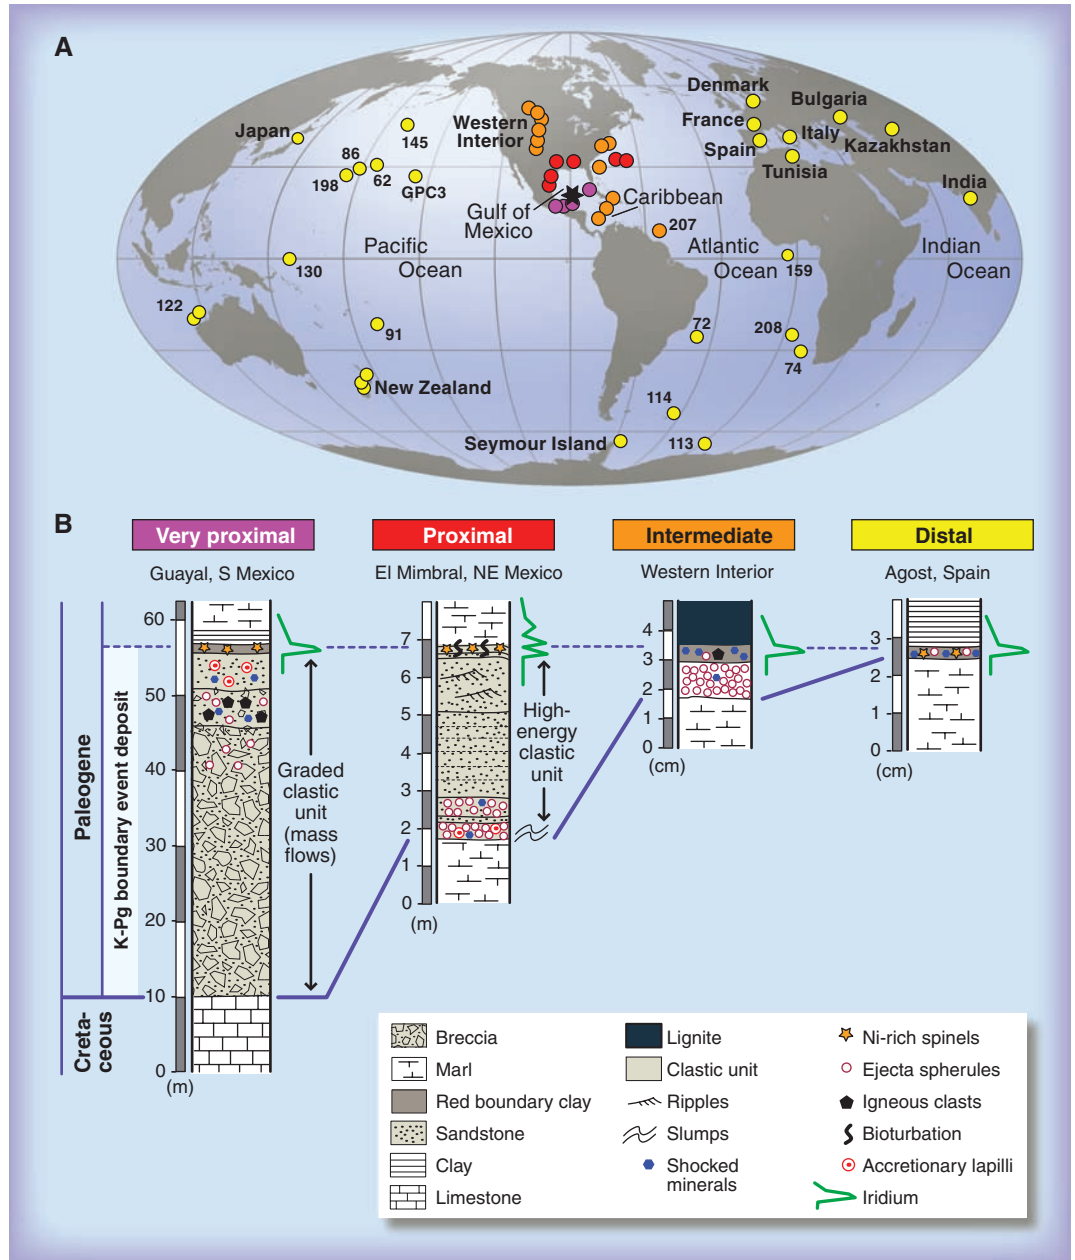 A
Denmark
Bulgaria
France
Italy
Spain
Kazakhstan
Tunisia
India
Japan
145
Western
Interior
86
198
62
GPC3
Gulf of
Mexico
Caribbean
207
Pacific
Ocean
Atlantic
Ocean
Indian
Ocean
130
159
122
91
72
208
74
New Zealand
114
Seymour Island
113
B
Very proximal
Proximal
Intermediate
Distal
Guayal, S Mexico
El Mimbral, NE Mexico
Western Interior
Agost, Spain
Paleogene
Creta-
ceous
K-Pg boundary event deposit
60
50
40
30
20
10
0
(m)
Graded
clastic
unit
(mass
flows)
7
6
5
4
3
2
1
0
(m)
High-
energy
clastic
unit
4
3
2
1
0
(cm)
3
2
1
0
(cm)
Breccia
Marl
Red boundary clay
Sandstone
Clay
Limestone
Lignite
Clastic unit
Ripples
Slumps
Shocked
minerals
Ni-rich spinels
Ejecta spherules
Igneous clasts
Bioturbation
Accretionary lapilli
Iridium